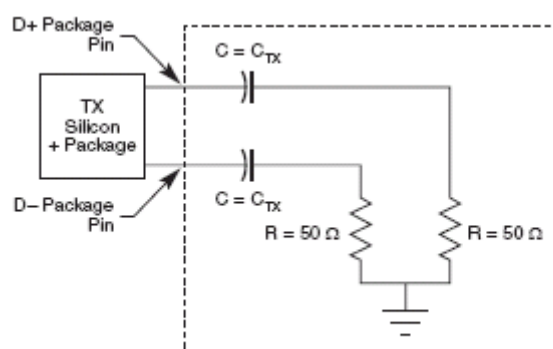 D+ Package
Pin
C = CTX
TX
Silicon
+ Package
D– Package
Pin
C = CTX
R = 50 Ω
R = 50 Ω